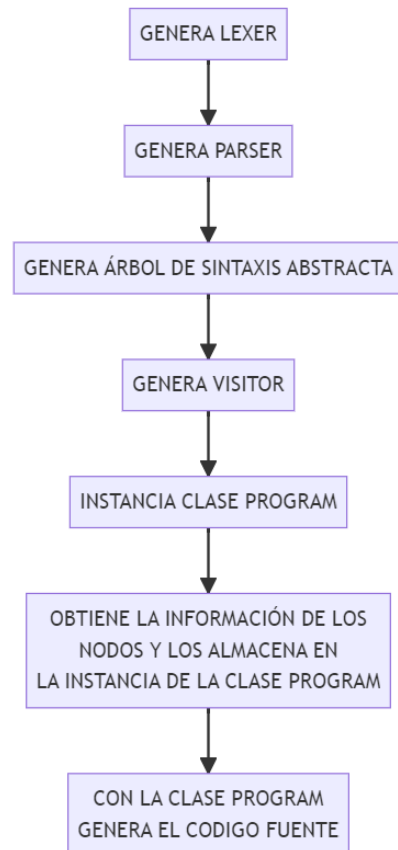 GENERA LEXER
GENERA PARSER
GENERA ÁRBOL DE SINTAXIS ABSTRACTA
GENERA VISITOR
INSTANCIA CLASE PROGRAM
OBTIENE LA INFORMACIÓN DE LOS
NODOS Y LOS ALMACENA EN
LA INSTANCIA DE LA CLASE PROGRAM
CON LA CLASE PROGRAM
GENERA EL CODIGO FUENTE